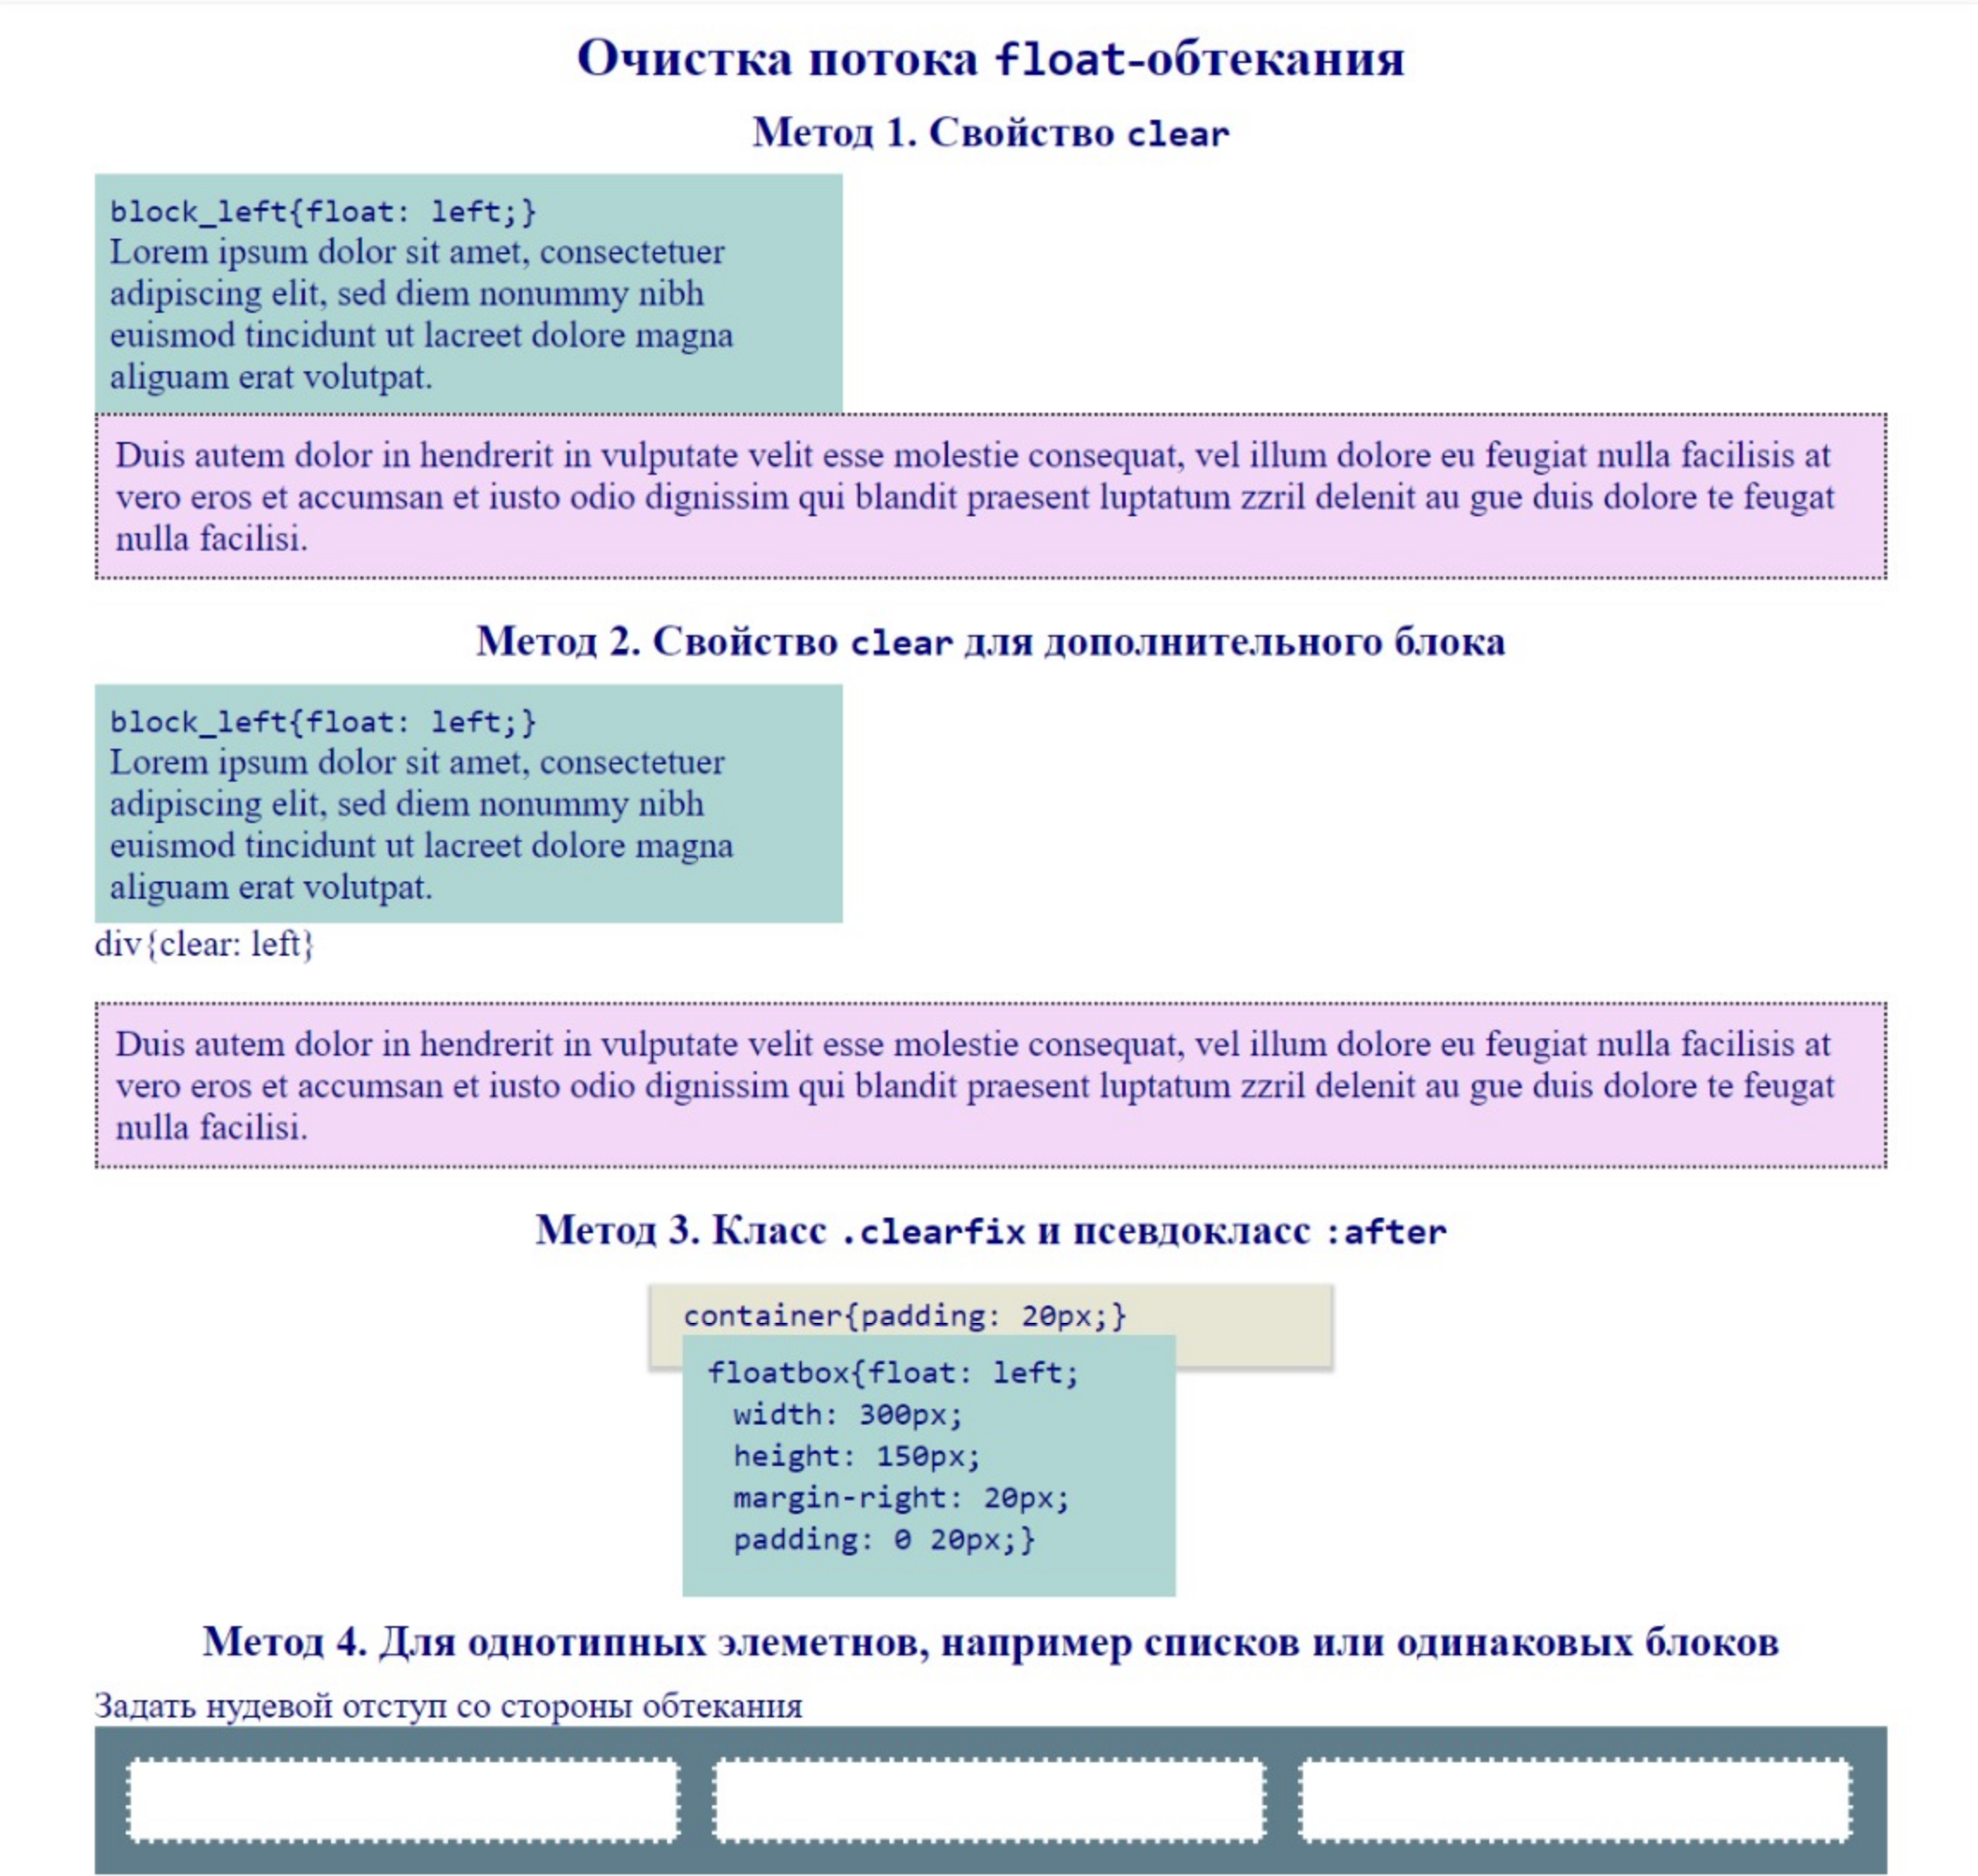 Очистка потока float-обтекания
Метод 1. Свойство clear
block_left{float: left;}
Lorem ipsum dolor sit amet, consectetuer
adipiscing elit, sed diem nonummy nibh
euismod tincidunt ut lacreet dolore magna
aliguam erat volutpat.
Duis autem dolor in hendrerit in vulputate velit esse molestie consequat, vel illum dolore eu feugiat nulla facilisis at
vero eros et accumsan et iusto odio dignissim qui blandit praesent luptatum zzril delenit au gue duis dolore te feugat
nulla facilisi.
Метод 2. Свойство clear для дополнительного блока
block_left{float: left;}
Lorem ipsum dolor sit amet, consectetuer
adipiscing elit, sed diem nonummy nibh
euismod tincidunt ut lacreet dolore magna
aliguam erat volutpat.
div{clear: left}
Duis autem dolor in hendrerit in vulputate velit esse molestie consequat, vel illum dolore eu feugiat nulla facilisis at
vero eros et accumsan et iusto odio dignissim qui blandit praesent luptatum zzril delenit au gue duis dolore te feugat
nulla facilisi.
Метод 3. Класс .clearfix и псевдокласс :after
container{padding: 20px;}
floatbox{float: left;
width: 300px;
height: 150px;
margin-right: 20px;
padding: 0 20px;}
Метод 4. Для однотипных элеметнов, например списков или одинаковых блоков
Задать нудевой отступ со стороны обтекания